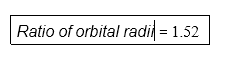 Ratio of orbital radii = 1.52